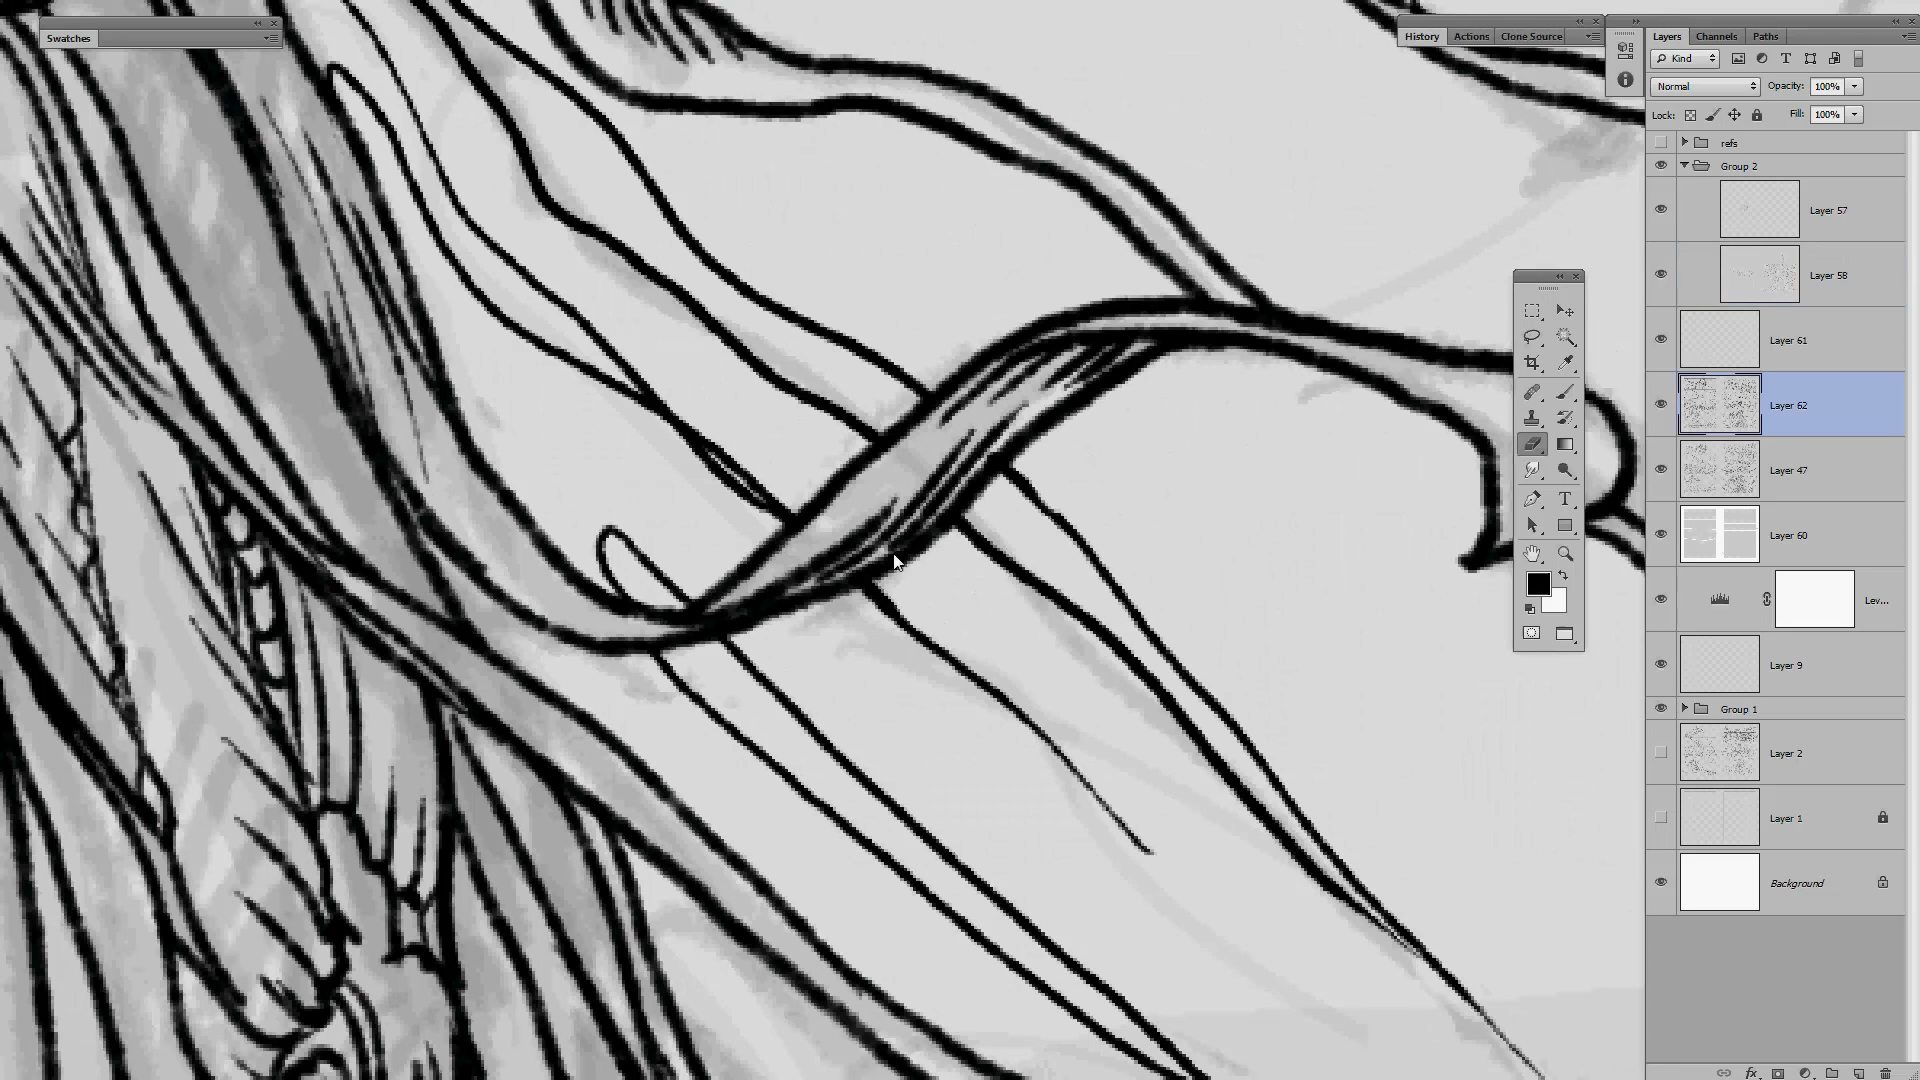 Swatches
History Actions Clone Source
Layers Channels Paths
Kind
Normal Opacity: 100%
Lock: Fill: 100%
refs
Group 2
Layer 57
Layer 58
Layer 61
Layer 62
Layer 47
Layer 60
Lev...
Layer 9
Group 1
Layer 2
Layer 1
Background
fx